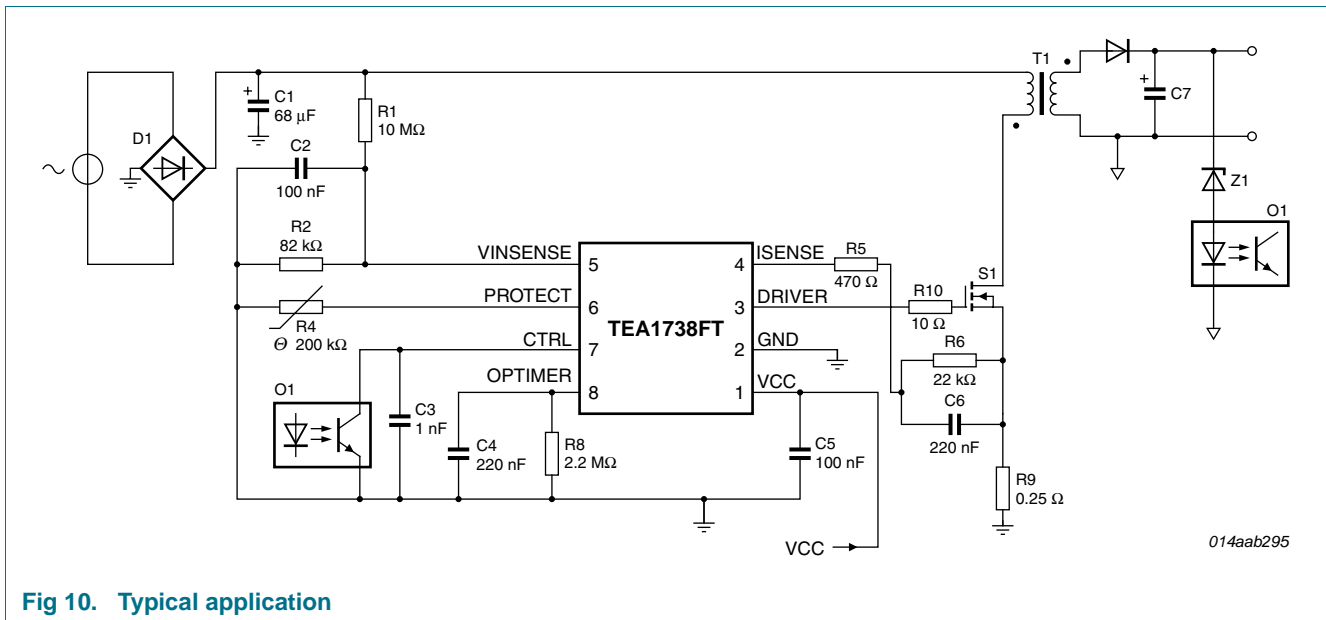 T1
C7
C1
68 μF
R1
10 MΩ
D1
C2
100 nF
Z1
O1
R2
82 kΩ
VINSENSE
5
4
ISENSE
R5
470 Ω
S1
PROTECT
6
3
DRIVER
R10
10 Ω
R4
Θ 200 kΩ
TEA1738FT
CTRL
7
2
GND
R6
22 kΩ
OPTIMER
8
1
VCC
C6
220 nF
O1
C3
1 nF
C4
220 nF
R8
2.2 MΩ
C5
100 nF
R9
0.25 Ω
VCC
014aab295
Fig 10. Typical application